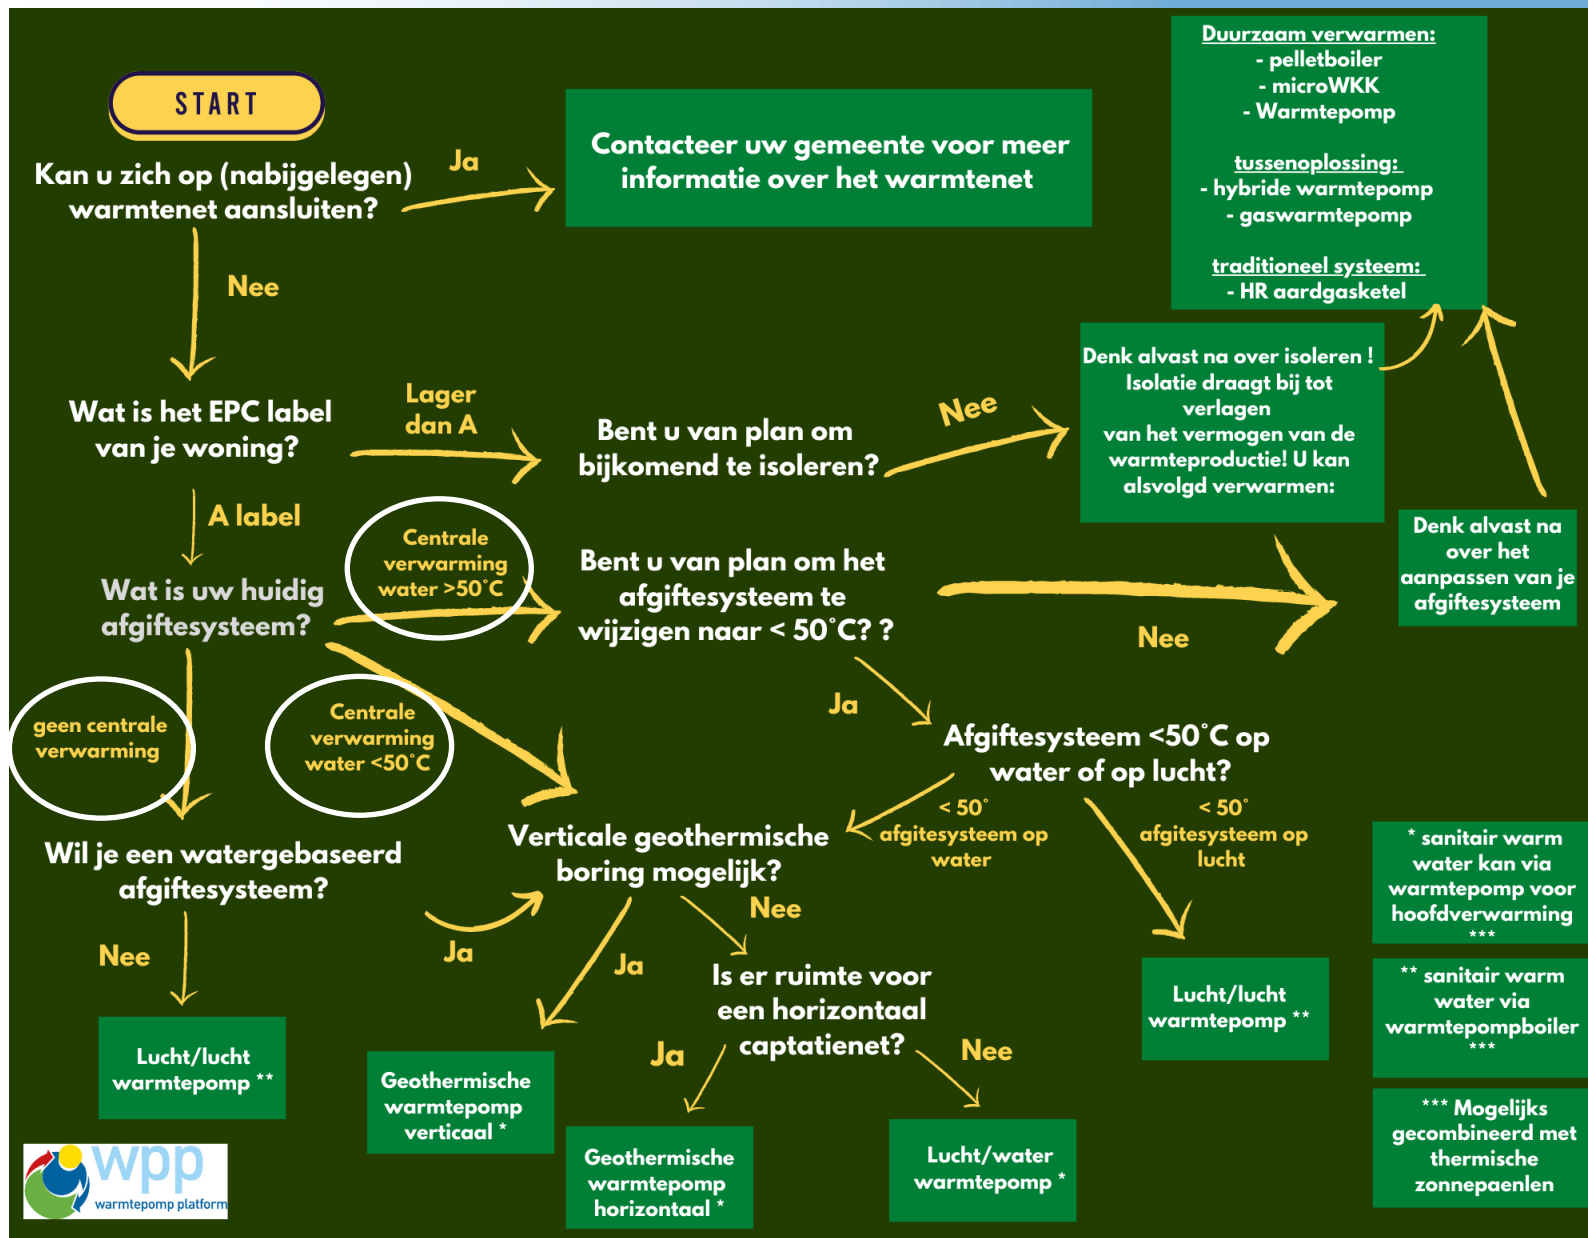 START
Kan u zich op (nabijgelegen)
warmtenet aansluiten?
Ja
Contacteer uw gemeente voor meer
informatie over het warmtenet
Duurzaam verwarmen:
- pelletboiler
- microWKK
- Warmtepomp
tussenoplossing:
- hybride warmtepomp
- gaswarmtepomp
traditioneel systeem:
- HR aardgasketel
Nee
Wat is het EPC label
van je woning?
Lager
dan A
Bent u van plan om
bijkomend te isoleren?
Nee
Denk alvast na over isoleren !
Isolatie draagt bij tot
verlagen
van het vermogen van de
warmteproductie! U kan
alsvolgd verwarmen:
A label
Wat is uw huidig
afgiftesysteem?
Centrale
verwarming
water >50°C
Bent u van plan om het
afgiftesysteem te
wijzigen naar < 50°C? ?
Nee
Denk alvast na
over het
aanpassen van je
afgiftesysteem
Ja
geen centrale
verwarming
Centrale
verwarming
water <50°C
Afgiftesysteem <50°C op
water of op lucht?
< 50°
afgitesysteem op
water
< 50°
afgitesysteem op
lucht
Wil je een watergebaseerd
afgiftesysteem?
Verticale geothermische
boring mogelijk?
Nee
Ja
Ja
Nee
Is er ruimte voor
een horizontaal
captatienet?
Ja
Nee
Lucht/lucht
warmtepomp **
Lucht/lucht
warmtepomp **
Geothermische
warmtepomp
verticaal *
Geothermische
warmtepomp
horizontaal *
Lucht/water
warmtepomp *
* sanitair warm
water kan via
warmtepomp voor
hoofdverwarming
***
** sanitair warm
water via
warmtepompboiler
***
*** Mogelijks
gecombineerd met
thermische
zonnepaenlen
wpp
warmtepomp platform